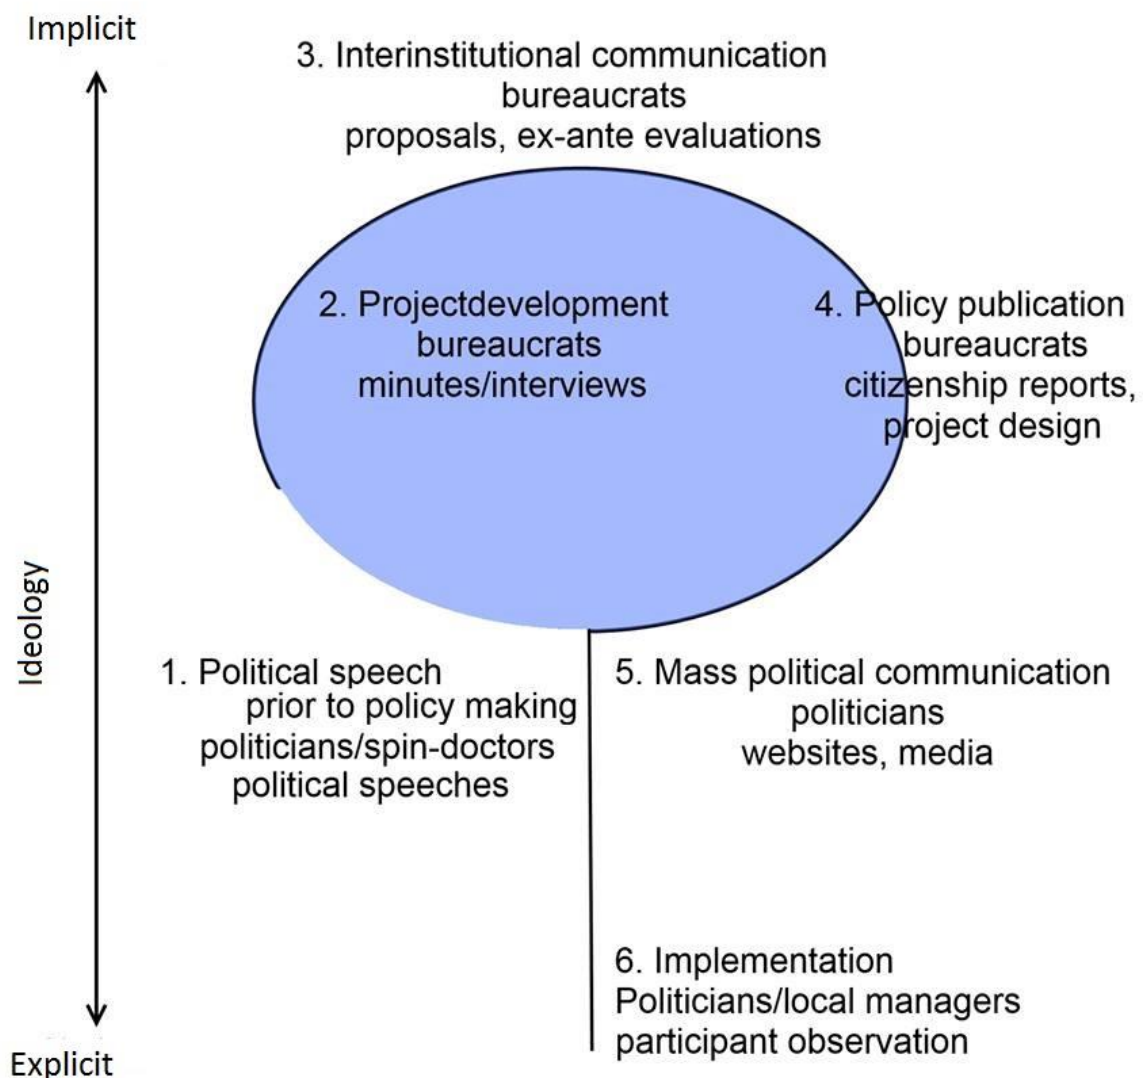 Implicit
3. Interinstitutional communication
bureaucrats
proposals, ex-ante evaluations
2. Projectdevelopment
bureaucrats
minutes/interviews
4. Policy publication
bureaucrats
citizenship reports,
project design
Ideology
1. Political speech
prior to policy making
politicians/spin-doctors
political speeches
5. Mass political communication
politicians
websites, media
6. Implementation
Politicians/local managers
participant observation
Explicit